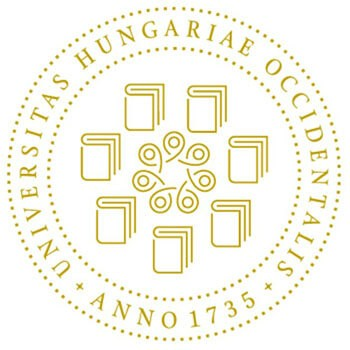 UNIVERSITAS HUNGARIAE OCCIDENTALIS
ANNO 1735